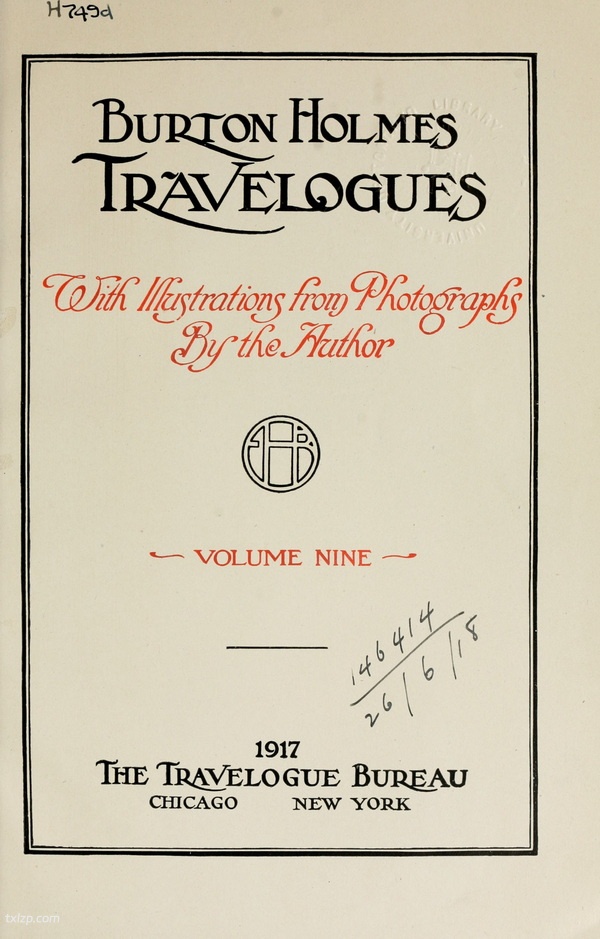 H749d
BURTON HOLMES
TRAVELOGUES
With Illustrations from Photographs
By the Author
VOLUME NINE
146414
26/6/18
1917
THE TRAVELOGUE BUREAU
CHICAGO NEW YORK
txlzp.com